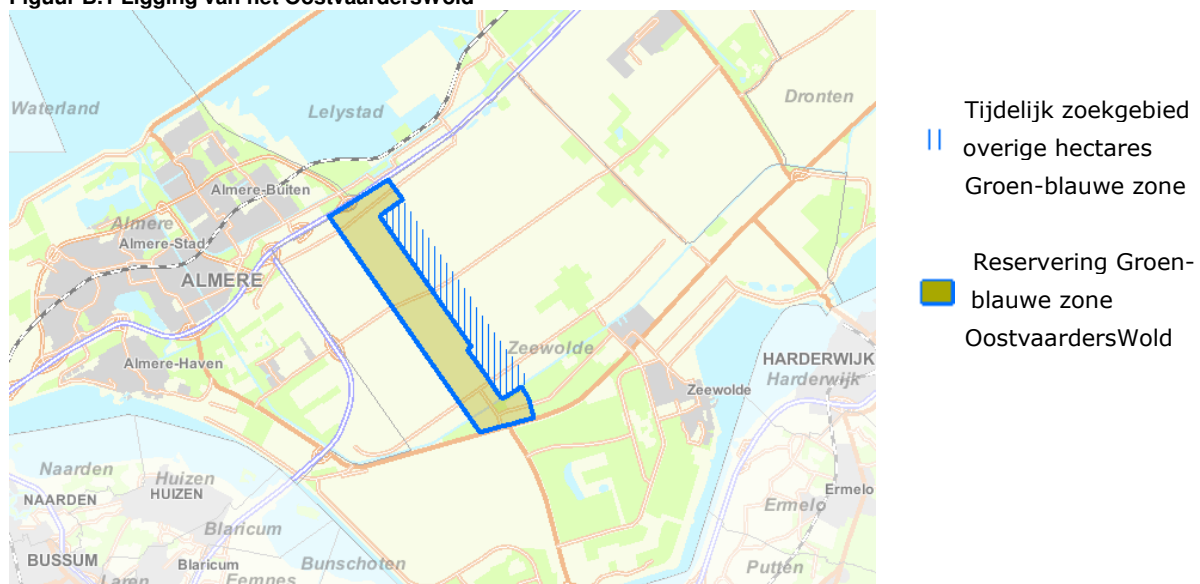 Figuur B.1 Ligging van het OostvaardersWold
Waterland
Lelystad
Dronten
Almere-Buiten
Almere
Almere-Stad
ALMERE
Almere-Haven
Zeewolde
HARDERWIJK
Harderwijk
Zeewolde
Naarden
NAARDEN
Huizen
HUIZEN
Ermelo
Ermelo
Blaricum
BUSSUM
Blaricum
Bunschoten
Laren
Eemnes
Putten
Tijdelijk zoekgebied
overige hectares
Groen-blauwe zone
Reservering Groen-
blauwe zone
OostvaardersWold